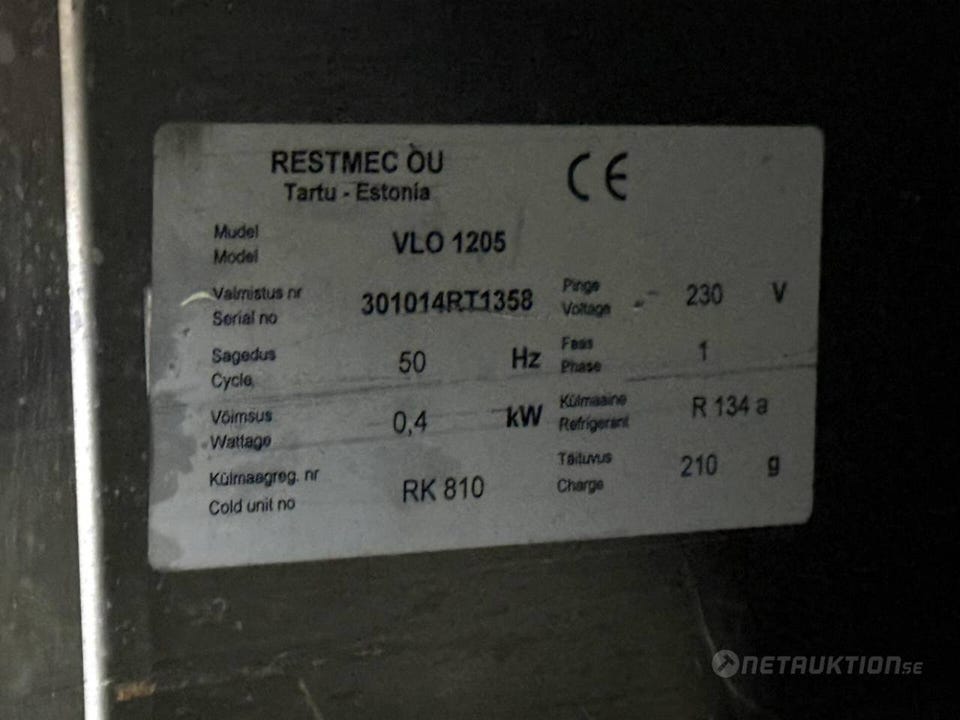 RESTMEC OÜ
Tartu - Estonia
CE
Mudel
Model
VLO 1205
Valmistus nr
Serial no
301014RT1358
Pinge
Voltage
230 V
Sagedus
Cycle
50 Hz
Faas
Phase
1
Võimsus
Wattage
0,4 kW
Külmaaine
Refrigerant
R 134 a
Külmaagreg. nr
Cold unit no
RK 810
Täituvus
Charge
210 g
NETAUKTION.SE